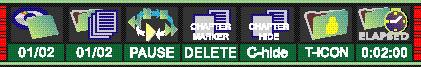 CHAPTER MARKER CHAPTER HIDE ELAPSED
01/02 01/02 PAUSE DELETE C-hide T-ICON 0:02:00